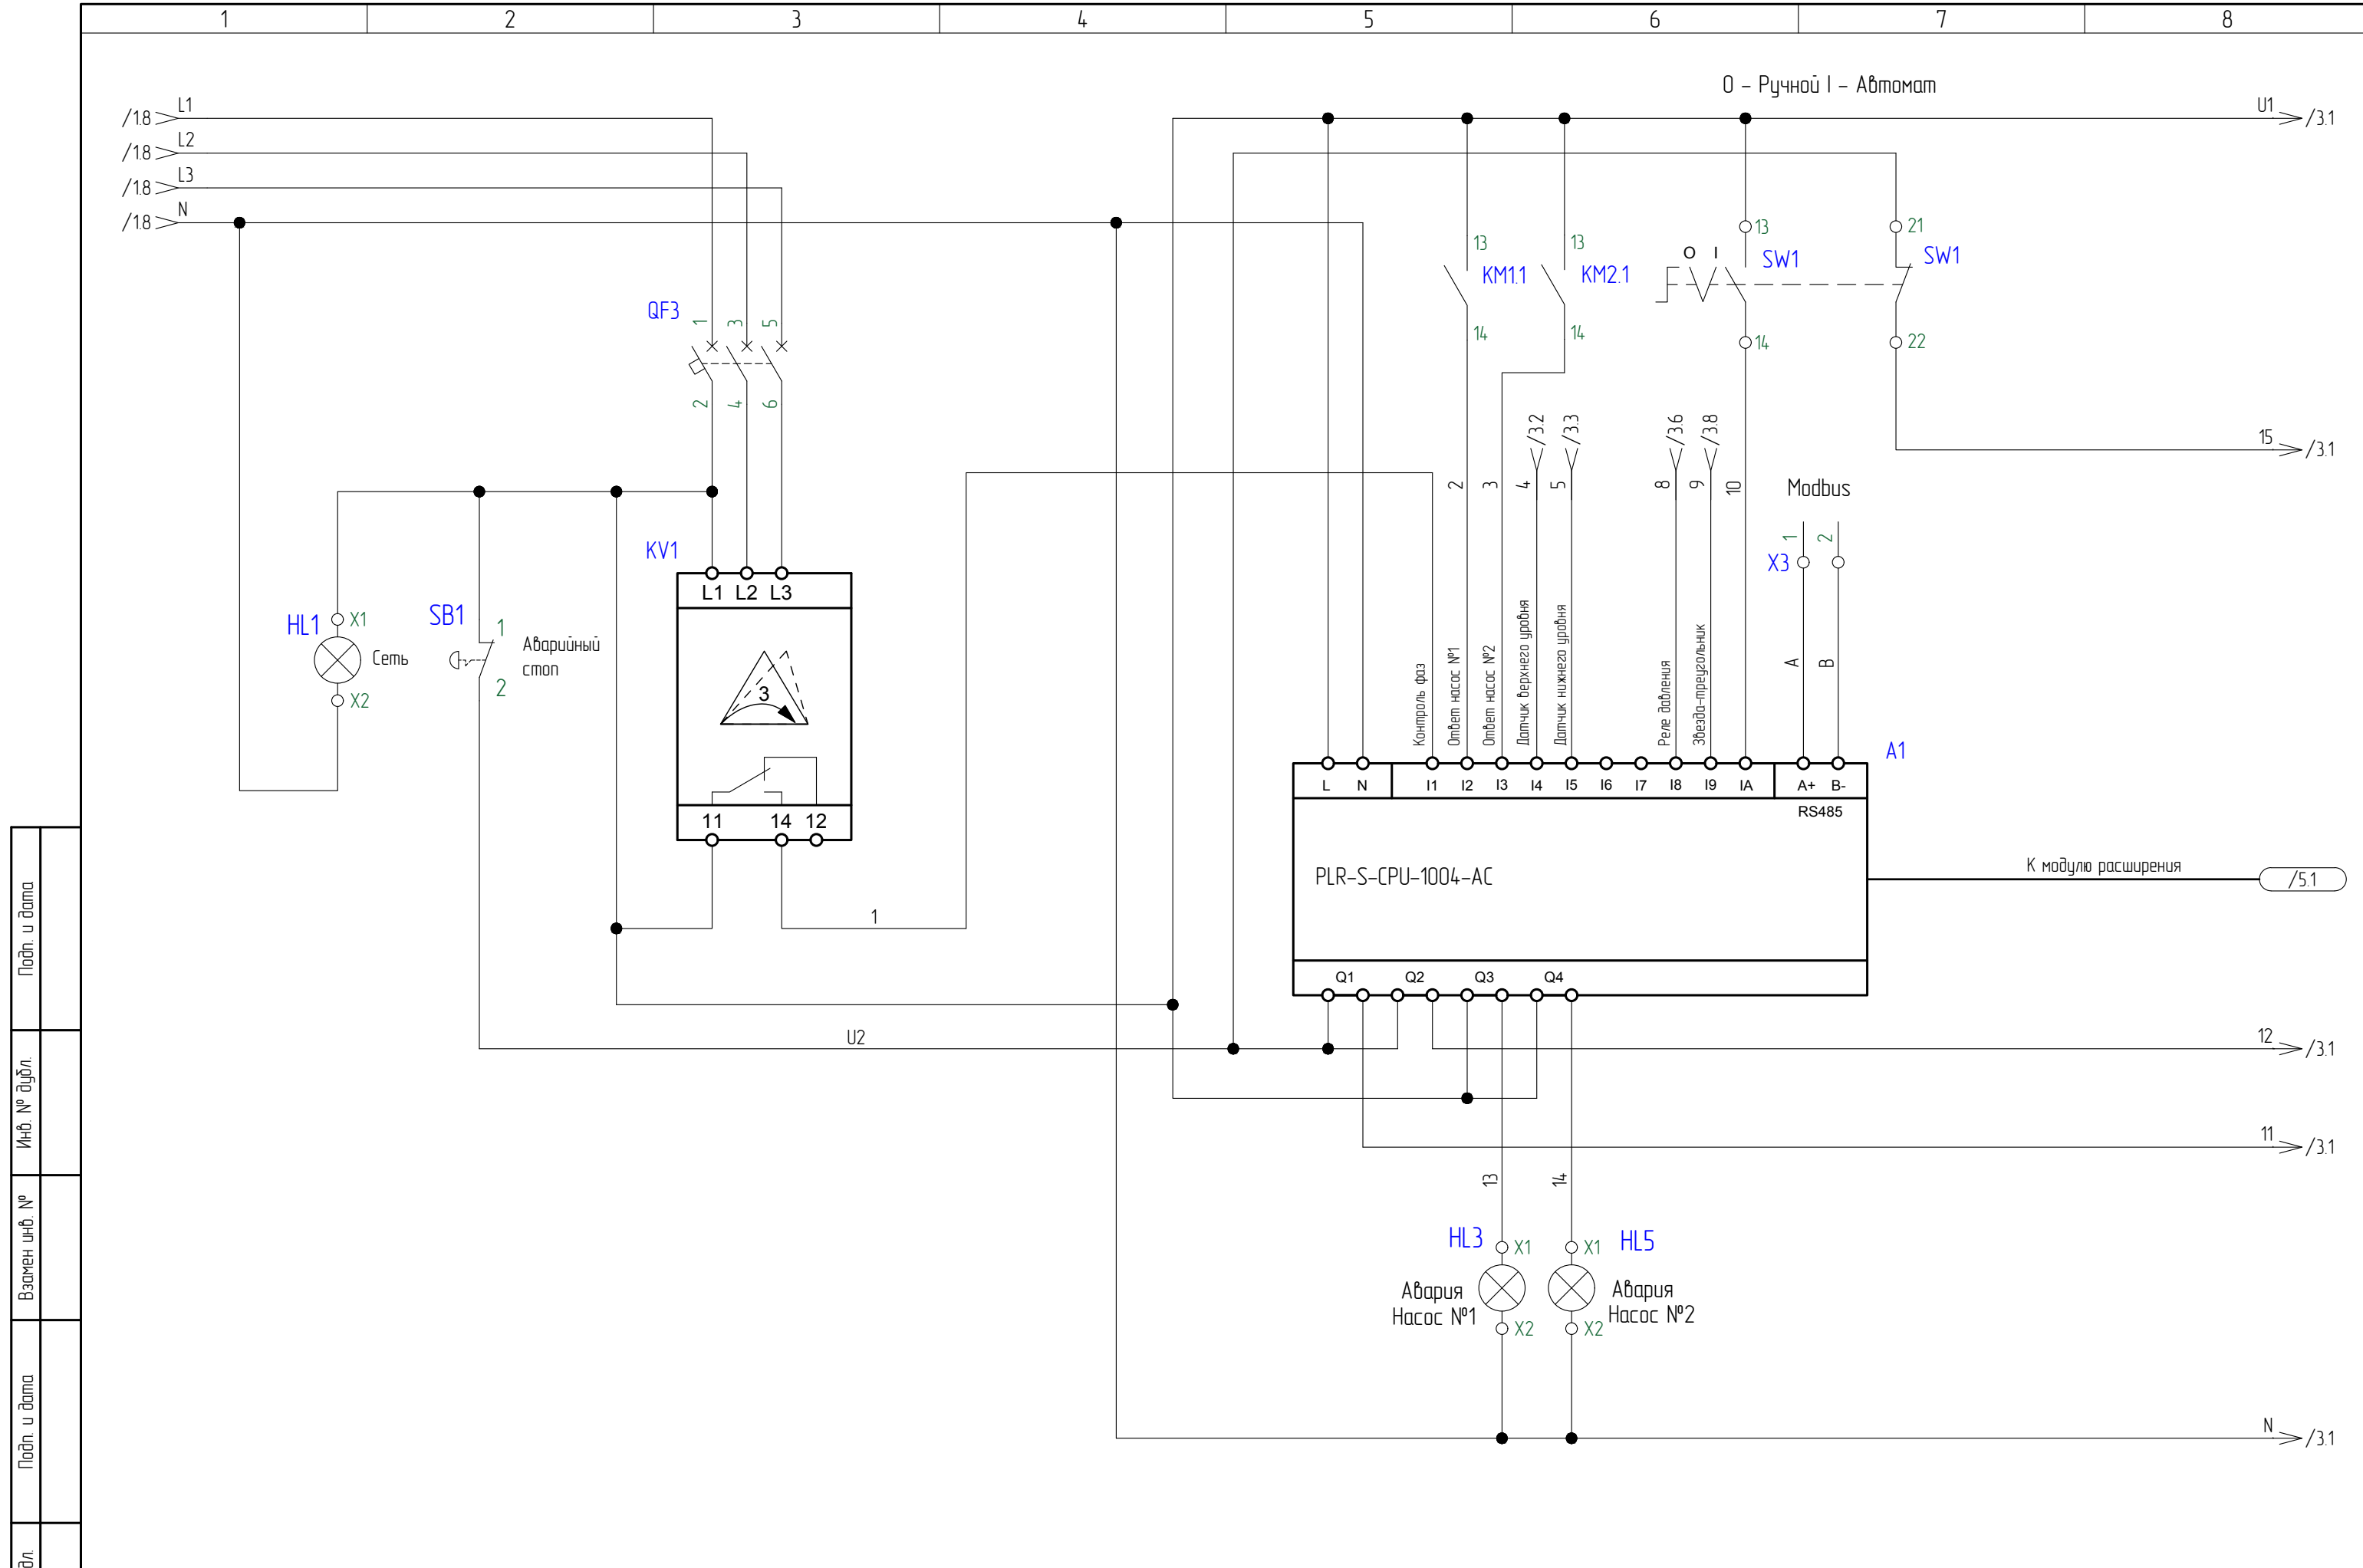 1 2 3 4 5 6 7 8
0 - Ручной I - Автомат
/1.8 L1
/1.8 L2
/1.8 L3
/1.8 N
U1 /3.1
13
13
13
21
O I
SW1
SW1
KM1.1
KM2.1
QF3
1 3 5
14
14
14
22
2 4 6
/3.2
/3.3
/3.6
/3.8
15 /3.1
2
3
4
5
8
9
10
Modbus
1
2
X3
KV1
L1 L2 L3
HL1
X1
Сеть
X2
SB1
1
2
Аварийный
стоп
3
11 14 12
1
Контроль фаз
Ответ насос №1
Ответ насос №2
Датчик верхнего уровня
Датчик нижнего уровня
Реле давления
Звезда-треугольник
A
B
A1
L N I1 I2 I3 I4 I5 I6 I7 I8 I9 IA A+ B-
RS485
PLR-S-CPU-1004-AC
К модулю расширения
/5.1
Q1 Q2 Q3 Q4
U2
12 /3.1
11 /3.1
13
14
HL3
X1
X1
HL5
Авария
Насос №1
Авария
Насос №2
X2
X2
N /3.1
Подп. и дата
Инв. № дубл.
Взамен инв. №
Подп. и дата